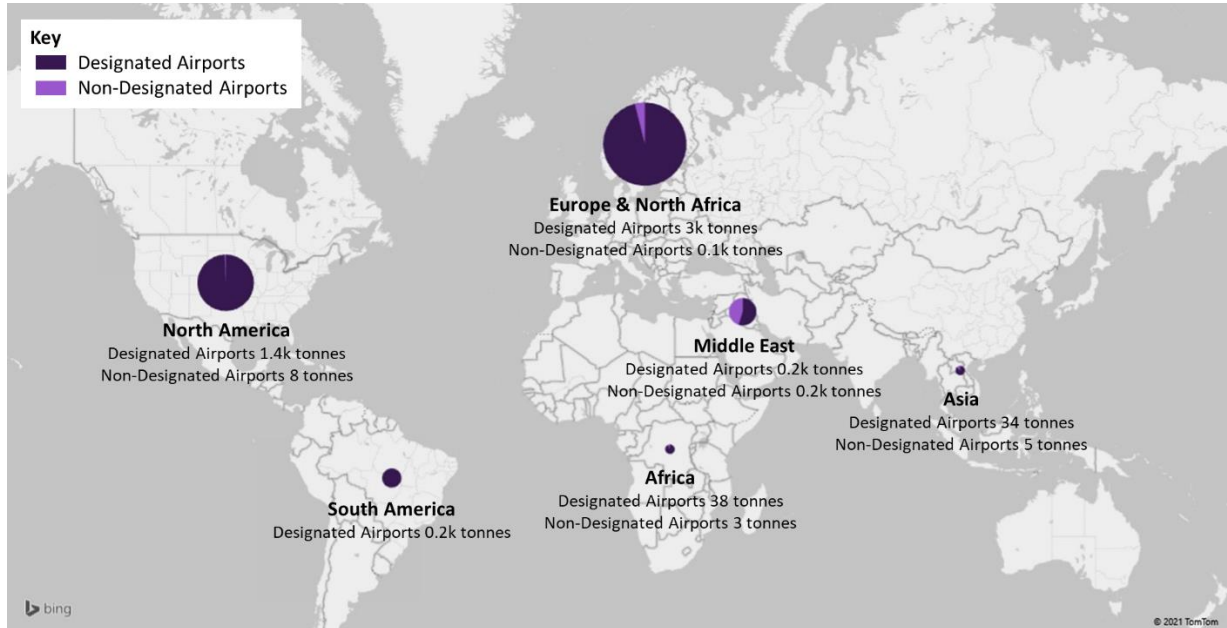 Key
Designated Airports
Non-Designated Airports
Europe & North Africa
Designated Airports 3k tonnes
Non-Designated Airports 0.1k tonnes
North America
Designated Airports 1.4k tonnes
Non-Designated Airports 8 tonnes
Middle East
Designated Airports 0.2k tonnes
Non-Designated Airports 0.2k tonnes
Asia
Designated Airports 34 tonnes
Non-Designated Airports 5 tonnes
Africa
Designated Airports 38 tonnes
Non-Designated Airports 3 tonnes
South America
Designated Airports 0.2k tonnes
bing
© 2021 TomTom